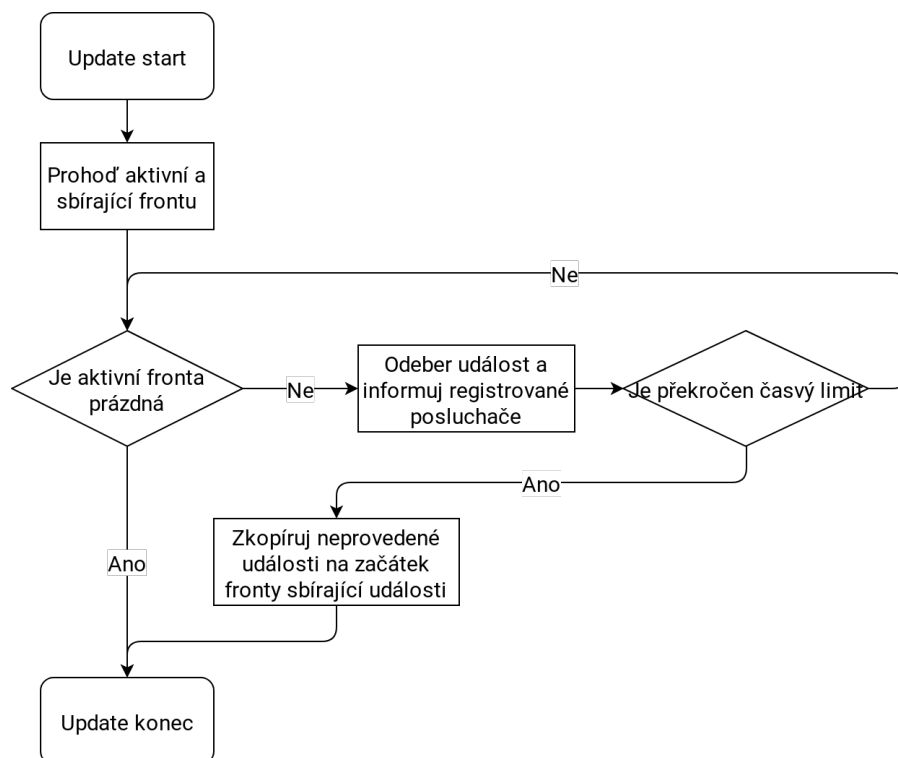 Update start
Prohoď aktivní a
sbírající frontu
Ne
Je aktivní fronta
prázdná
Ne
Odeber událost a
informuj registrované
posluchače
Je překročen časvý limit
Ano
Zkopíruj neprovedené
události na začátek
fronty sbírající události
Ano
Update konec